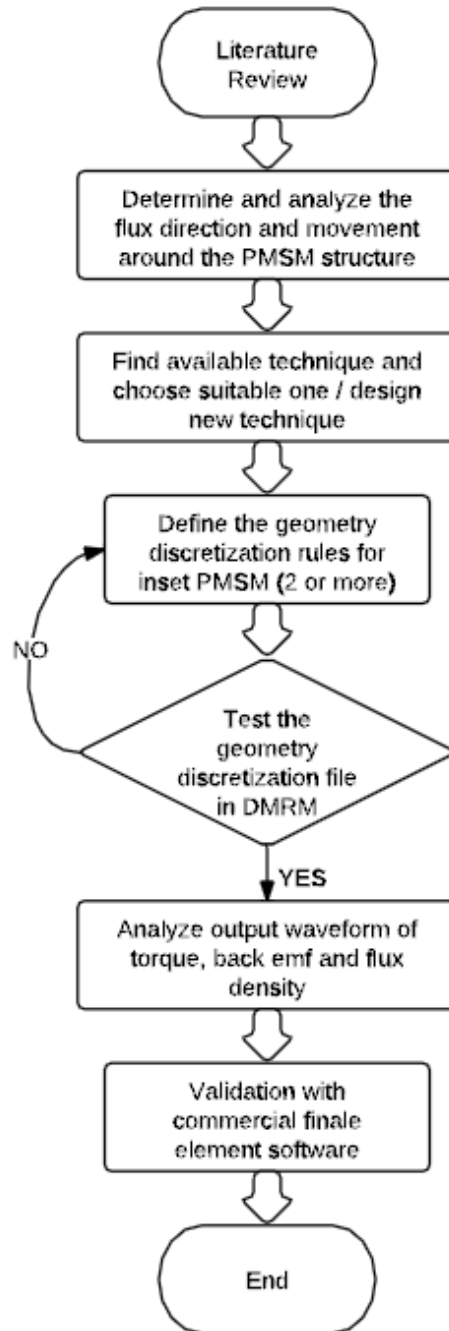 Literature
Review
Determine and analyze the
flux direction and movement
around the PMSM structure
Find available technique and
choose suitable one / design
new technique
Define the geometry
discretization rules for
inset PMSM (2 or more)
NO
Test the
geometry
discretization file
in DMRM
YES
Analyze output waveform of
torque, back emf and flux
density
Validation with
commercial finale
element software
End